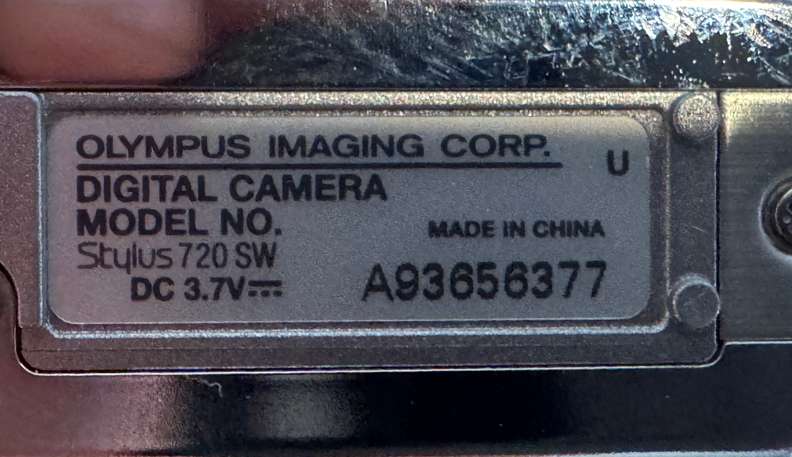 OLYMPUS IMAGING CORP. U
DIGITAL CAMERA
MODEL NO. MADE IN CHINA
Stylus 720 SW
DC 3.7V⎓ A93656377